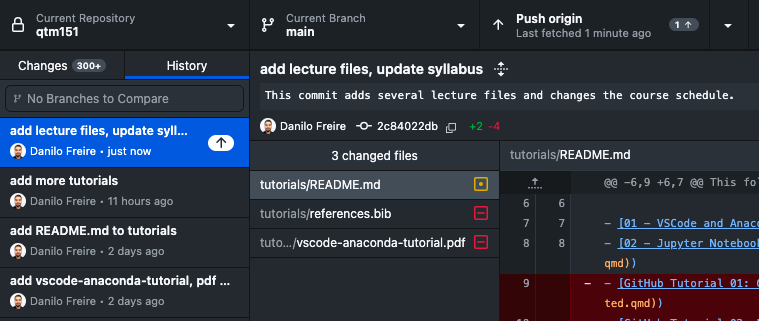 Current Repository
qtm151
Current Branch
main
Push origin
Last fetched 1 minute ago
1
Changes 300+
History
No Branches to Compare
add lecture files, update syll...
Danilo Freire • just now
add more tutorials
Danilo Freire • 11 hours ago
add README.md to tutorials
Danilo Freire • 2 days ago
add vscode-anaconda-tutorial, pdf ...
Danilo Freire • 2 days ago
add lecture files, update syllabus
This commit adds several lecture files and changes the course schedule.
Danilo Freire 2c84022db +2 -4
3 changed files
tutorials/README.md
tutorials/references.bib
tuto.../vscode-anaconda-tutorial.pdf
tutorials/README.md
@@ -6,9 +6,7 @@ This fol
6 6
7 7 - [01 - VSCode and Anaco
8 8 - [02 - Jupyter Notebook
qmd))
9 - - [GitHub Tutorial 01:
ted.qmd))